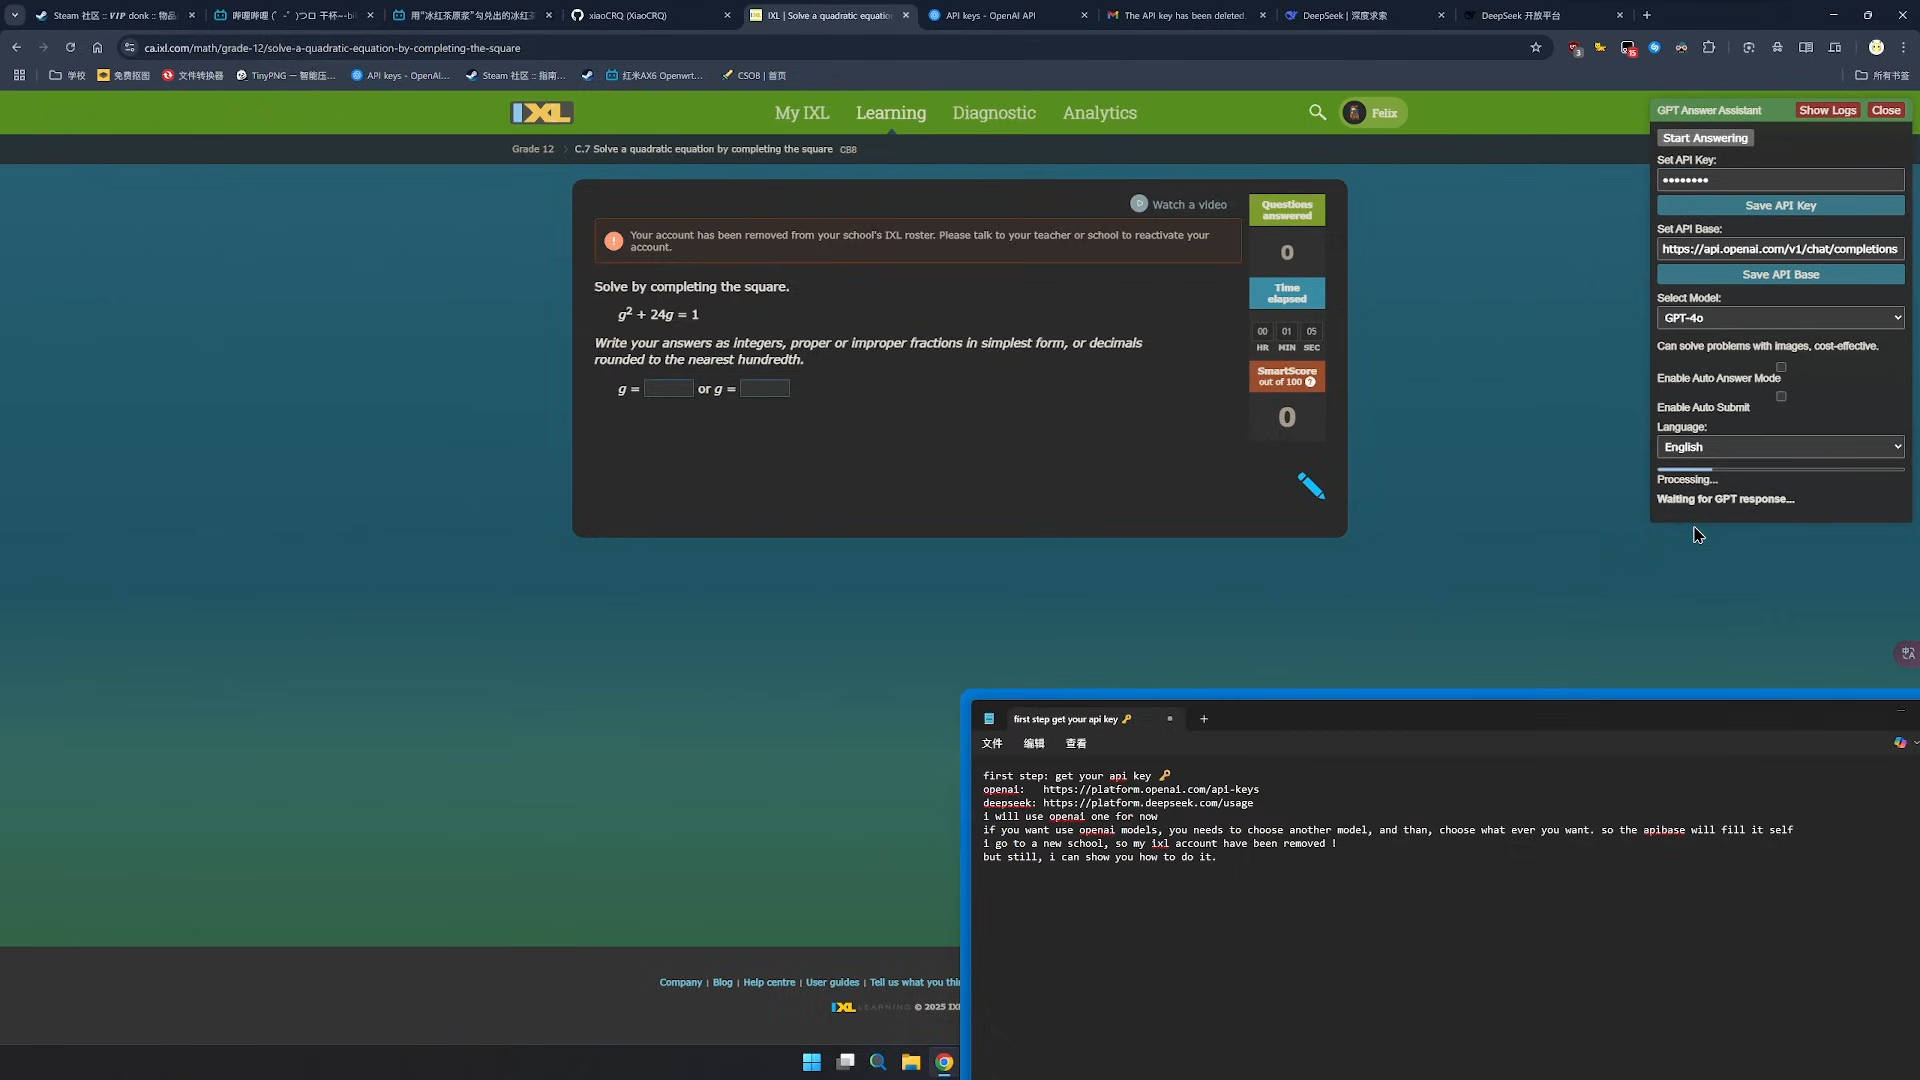 Steam 社区 :: VIP donk :: 物品
哔哩哔哩 (゜-゜)つロ 干杯~-bi
用“冰红茶原浆”勾兑出的冰红茶
xiaoCRQ (XiaoCRQ)
IXL | Solve a quadratic equation
API keys - OpenAI API
The API key has been deleted.
DeepSeek | 深度求索
DeepSeek 开放平台
ca.ixl.com/math/grade-12/solve-a-quadratic-equation-by-completing-the-square
3
15
学校
免费抠图
文件转换器
TinyPNG — 智能压...
API keys - OpenAI...
Steam 社区 :: 指南...
红米AX6 Openwrt...
CSOB | 首页
所有书签
IXL
My IXL
Learning
Diagnostic
Analytics
Felix
Grade 12
C.7 Solve a quadratic equation by completing the square CB8
Watch a video
Your account has been removed from your school's IXL roster. Please talk to your teacher or school to reactivate your
account.
Solve by completing the square.
g² + 24g = 1
Write your answers as integers, proper or improper fractions in simplest form, or decimals
rounded to the nearest hundredth.
g =
or g =
Questions
answered
0
Time
elapsed
00 01 05
HR MIN SEC
SmartScore
out of 100 ?
0
GPT Answer Assistant
Show Logs
Close
Start Answering
Set API Key:
••••••••
Save API Key
Set API Base:
https://api.openai.com/v1/chat/completions
Save API Base
Select Model:
GPT-4o
Can solve problems with images, cost-effective.
Enable Auto Answer Mode
Enable Auto Submit
Language:
English
Processing...
Waiting for GPT response...
中A
first step get your api key 🔑
文件
编辑
查看
first step: get your api key 🔑
openai: https://platform.openai.com/api-keys
deepseek: https://platform.deepseek.com/usage
i will use openai one for now
if you want use openai models, you needs to choose another model, and than, choose what ever you want. so the apibase will fill it self
i go to a new school, so my ixl account have been removed !
but still, i can show you how to do it.
Company | Blog | Help centre | User guides | Tell us what you thin
IXL LEARNING © 2025 IXL